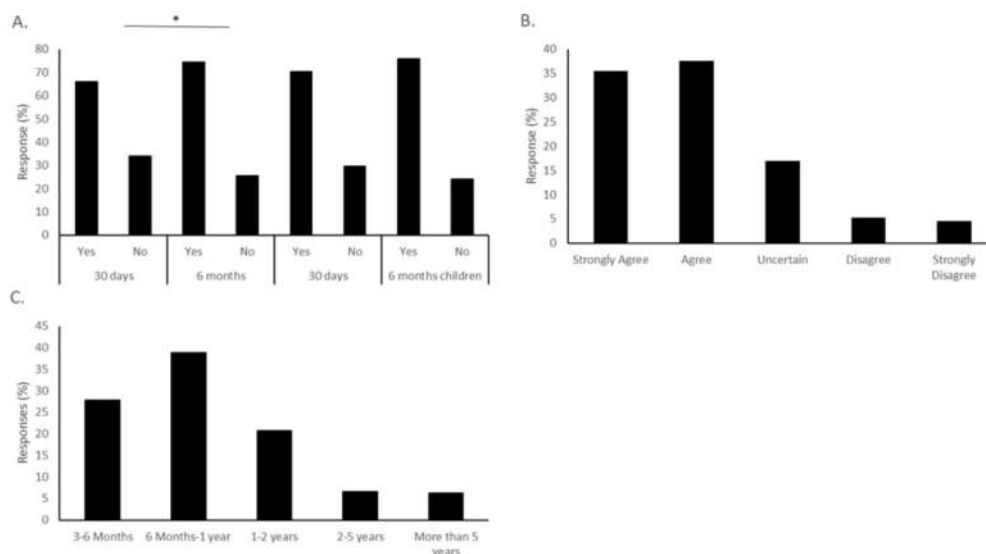 A.
*
80
70
60
50
40
30
20
10
0
Response (%)
Yes No Yes No Yes No Yes No
30 days 6 months 30 days 6 months children
B.
40
35
30
25
20
15
10
5
0
Response (%)
Strongly Agree Agree Uncertain Disagree Strongly
Disagree
C.
45
40
35
30
25
20
15
10
5
0
Responses (%)
3-6 Months 6 Months-1 year 1-2 years 2-5 years More than 5
years